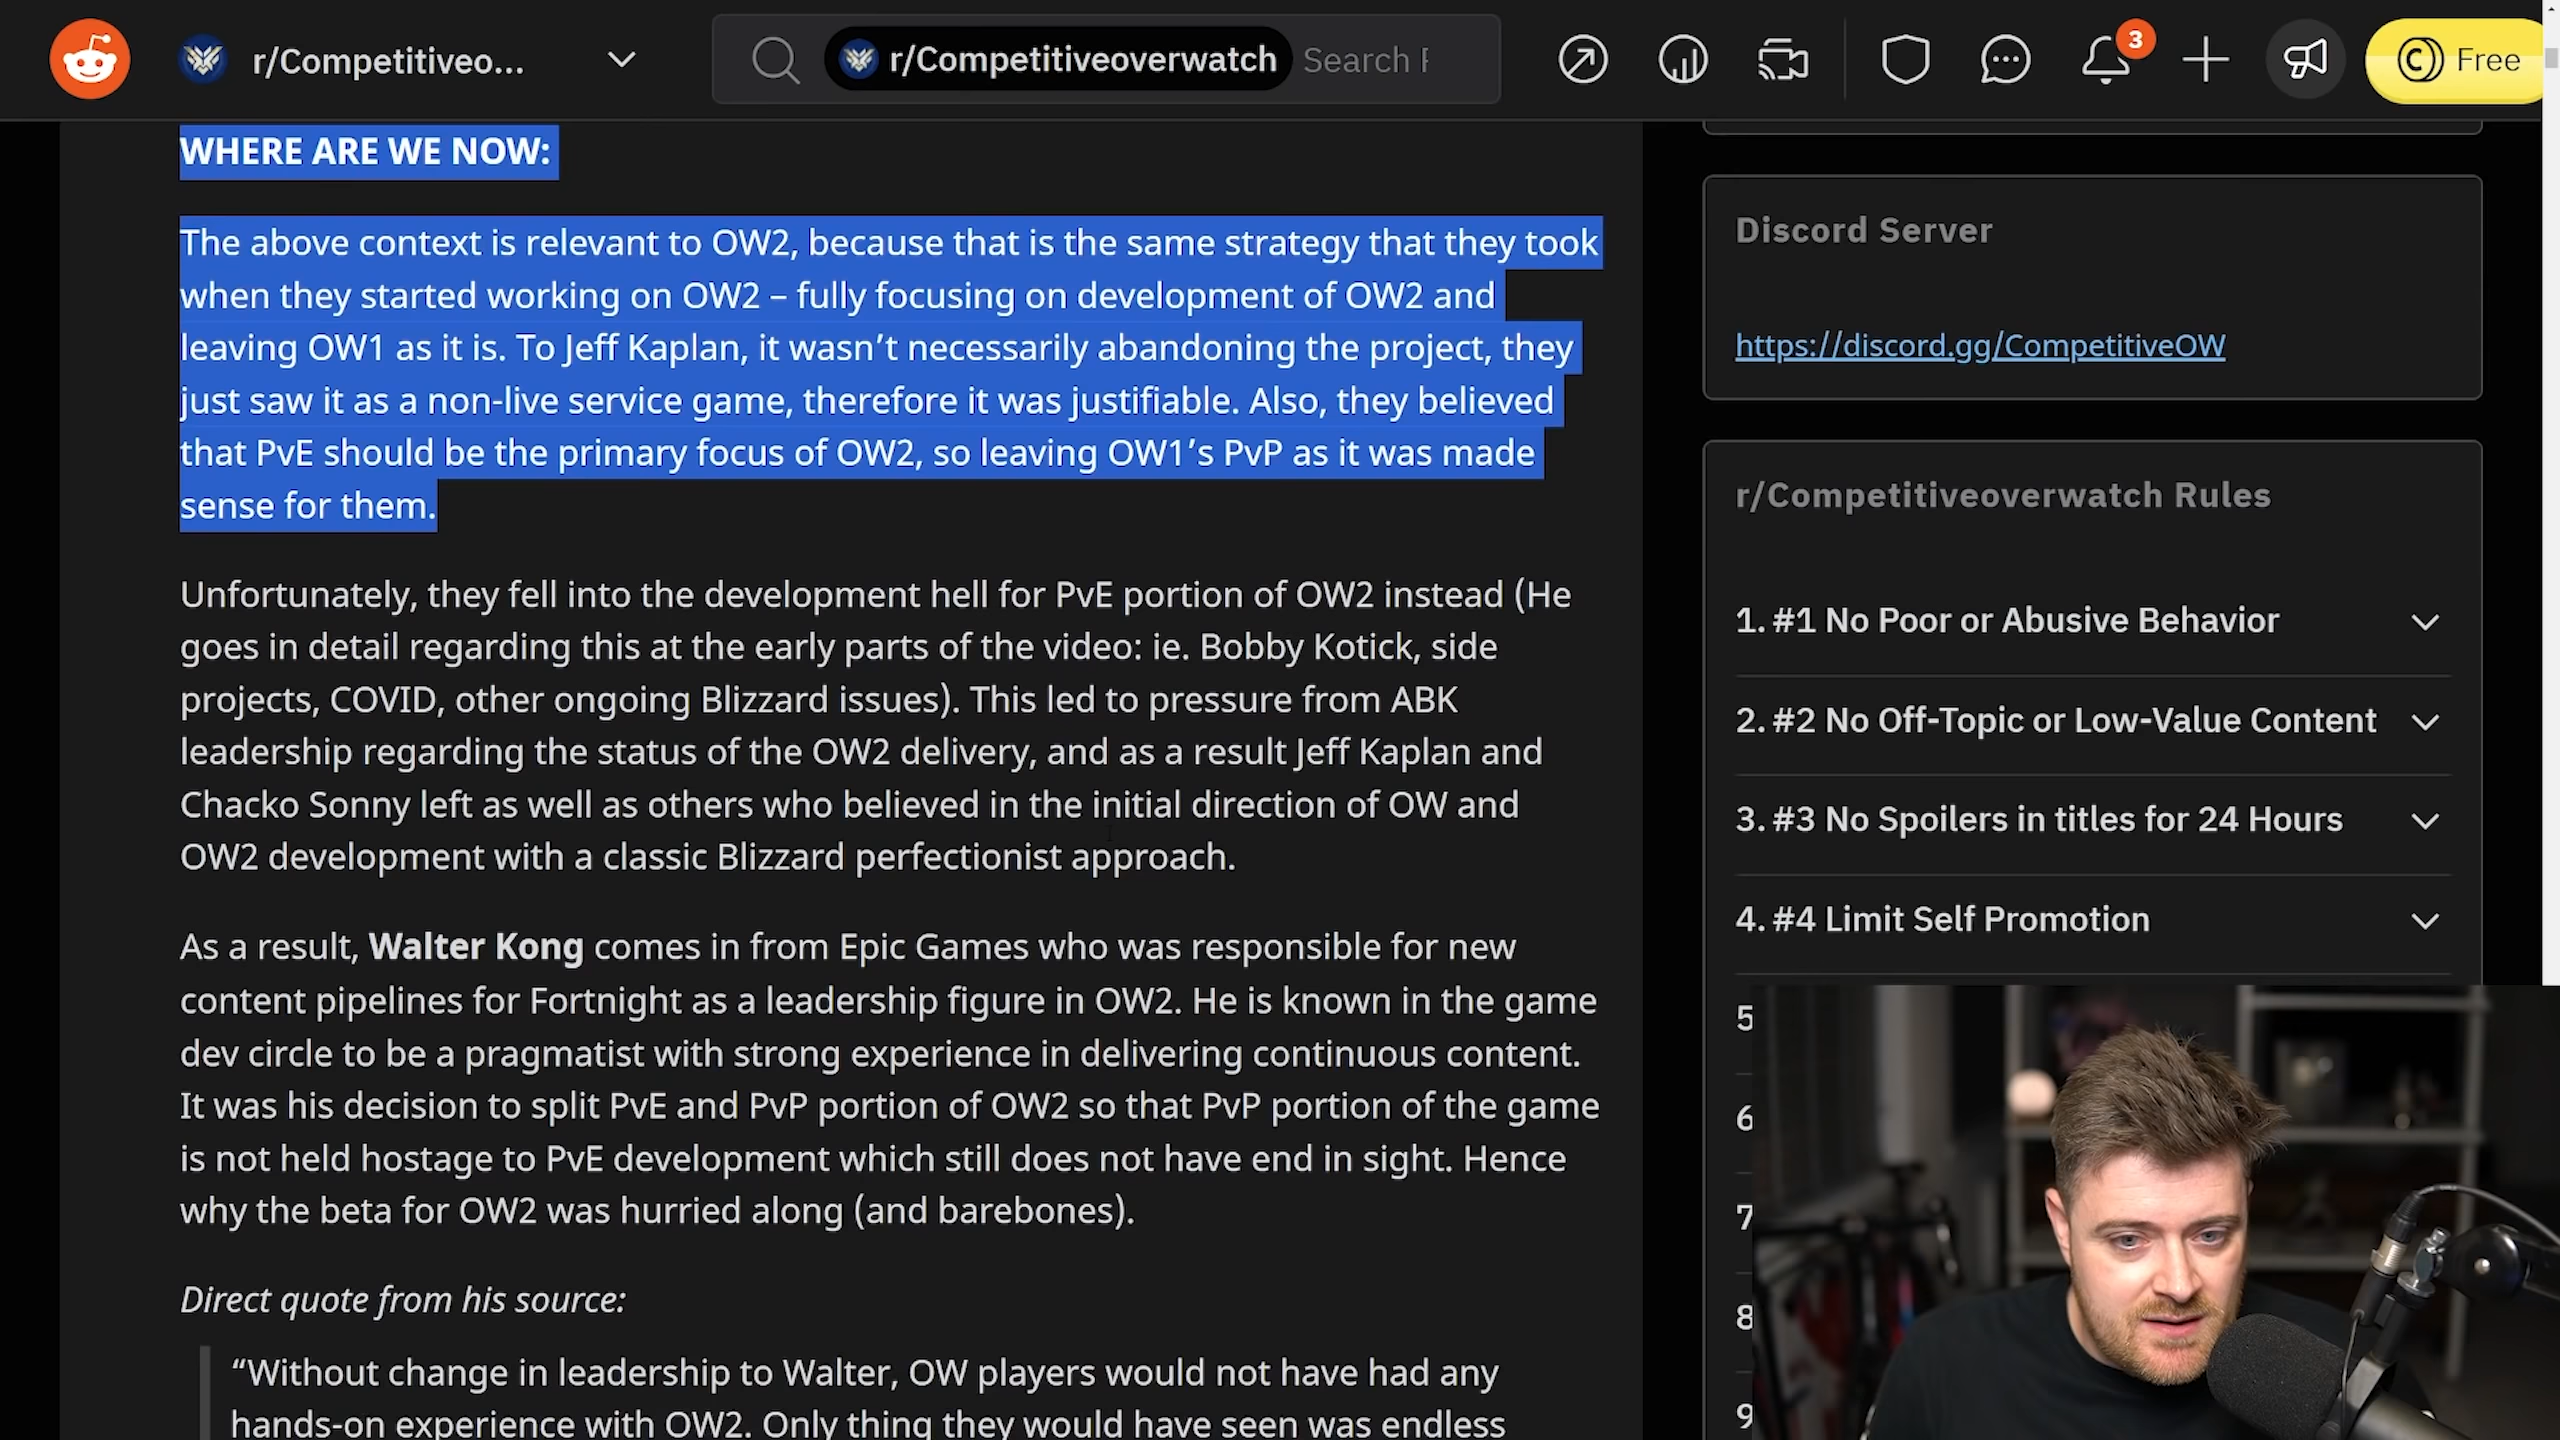 r/Competitiveo...
r/Competitiveoverwatch
3
Free
WHERE ARE WE NOW:
The above context is relevant to OW2, because that is the same strategy that they took
when they started working on OW2 – fully focusing on development of OW2 and
leaving OW1 as it is. To Jeff Kaplan, it wasn’t necessarily abandoning the project, they
just saw it as a non-live service game, therefore it was justifiable. Also, they believed
that PvE should be the primary focus of OW2, so leaving OW1’s PvP as it was made
sense for them.
Unfortunately, they fell into the development hell for PvE portion of OW2 instead (He
goes in detail regarding this at the early parts of the video: ie. Bobby Kotick, side
projects, COVID, other ongoing Blizzard issues). This led to pressure from ABK
leadership regarding the status of the OW2 delivery, and as a result Jeff Kaplan and
Chacko Sonny left as well as others who believed in the initial direction of OW and
OW2 development with a classic Blizzard perfectionist approach.
As a result, Walter Kong comes in from Epic Games who was responsible for new
content pipelines for Fortnight as a leadership figure in OW2. He is known in the game
dev circle to be a pragmatist with strong experience in delivering continuous content.
It was his decision to split PvE and PvP portion of OW2 so that PvP portion of the game
is not held hostage to PvE development which still does not have end in sight. Hence
why the beta for OW2 was hurried along (and barebones).
Direct quote from his source:
“Without change in leadership to Walter, OW players would not have had any
hands-on experience with OW2. Only thing they would have seen was endless
Search
Discord Server
https://discord.gg/CompetitiveOW
r/Competitiveoverwatch Rules
1. #1 No Poor or Abusive Behavior
2. #2 No Off-Topic or Low-Value Content
3. #3 No Spoilers in titles for 24 Hours
4. #4 Limit Self Promotion
5
6
7
8
9